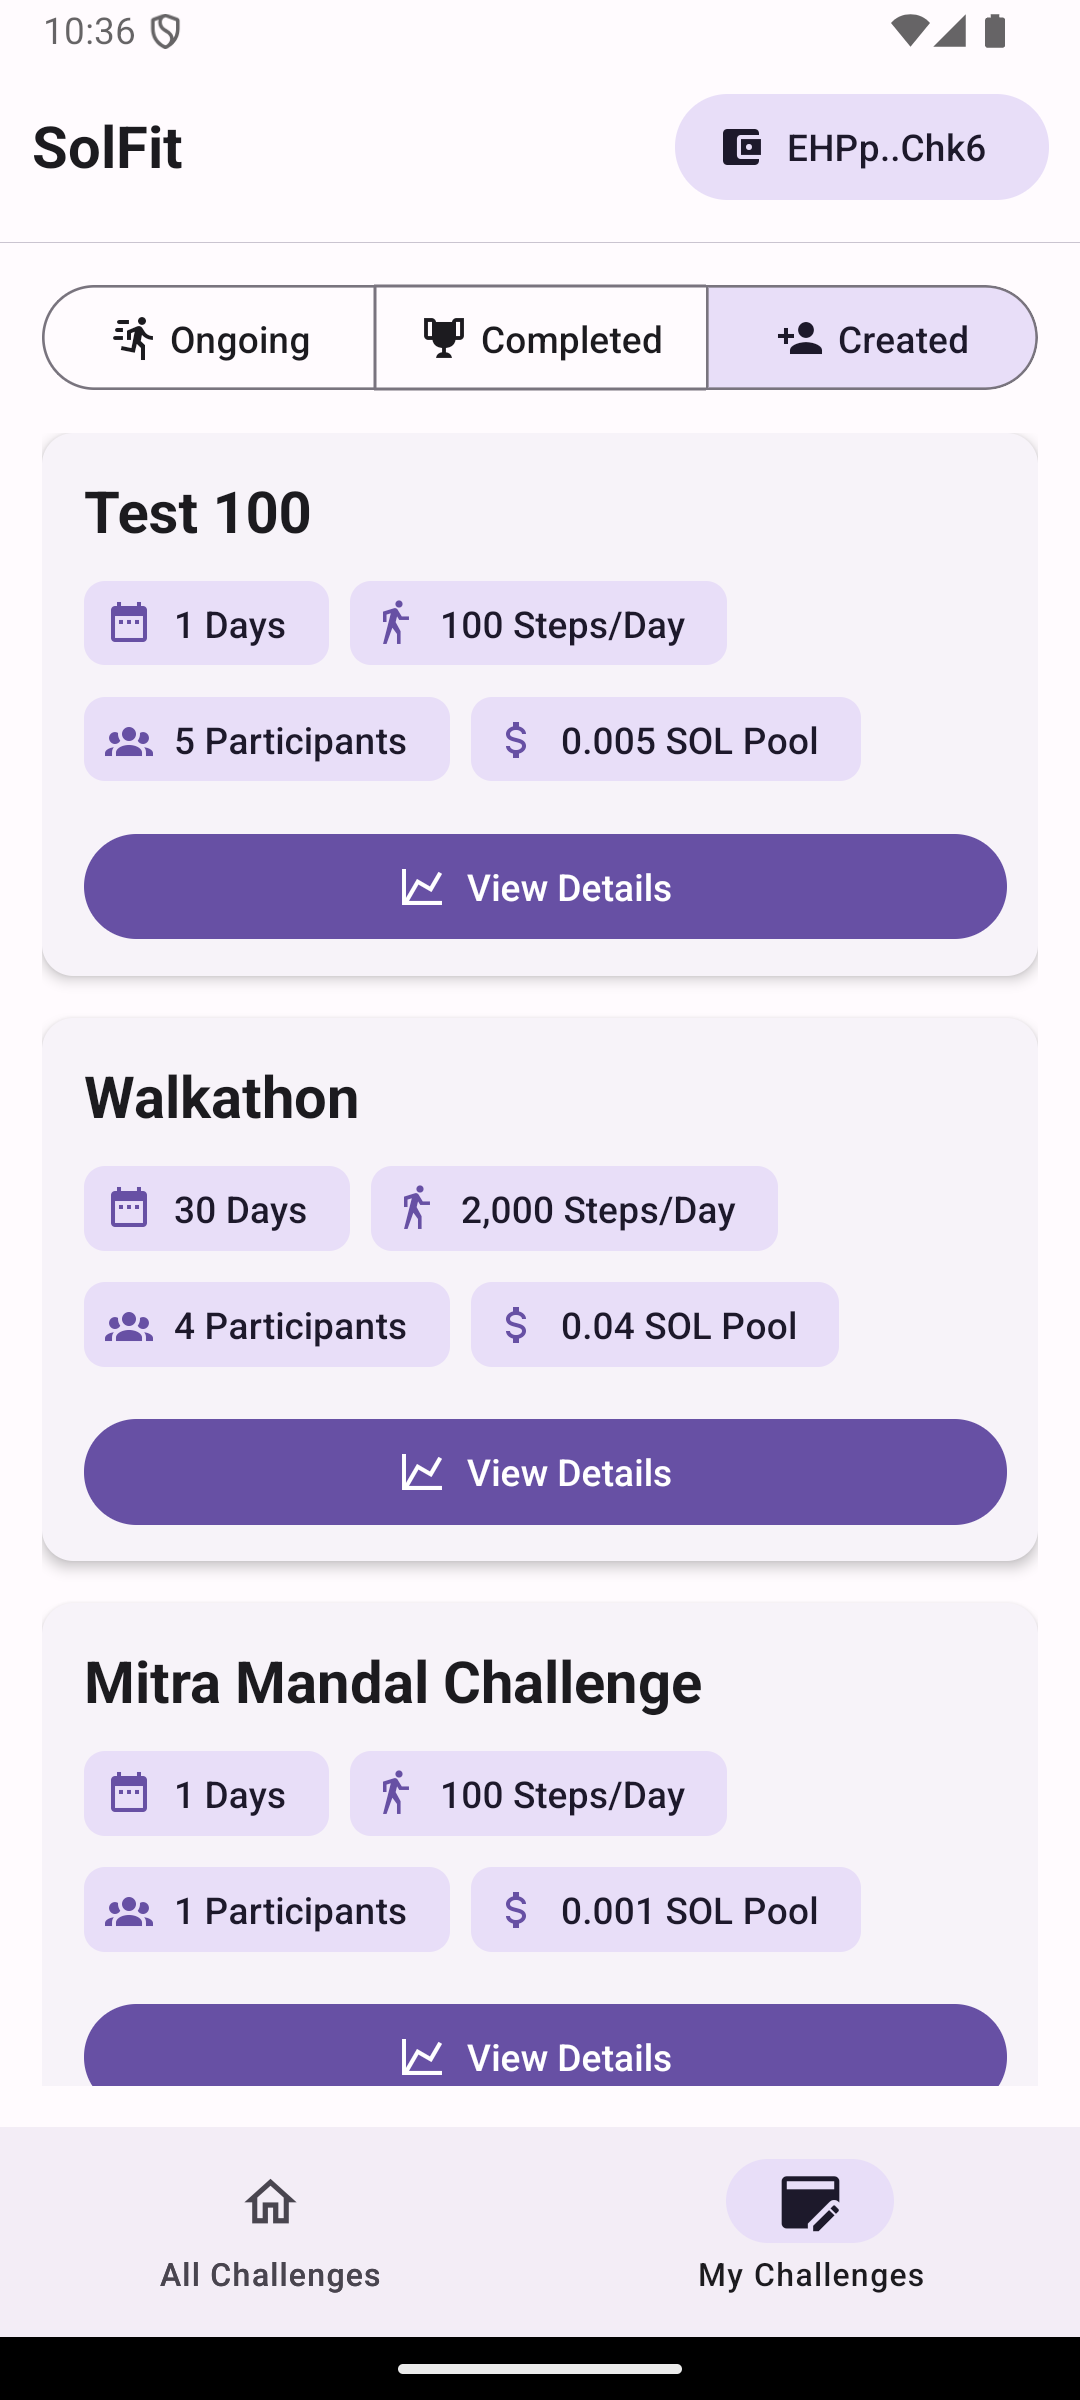 10:36
SolFit
EHPp..Chk6
Ongoing
Completed
Created
Test 100
1 Days
100 Steps/Day
5 Participants
0.005 SOL Pool
View Details
Walkathon
30 Days
2,000 Steps/Day
4 Participants
0.04 SOL Pool
View Details
Mitra Mandal Challenge
1 Days
100 Steps/Day
1 Participants
0.001 SOL Pool
View Details
All Challenges
My Challenges